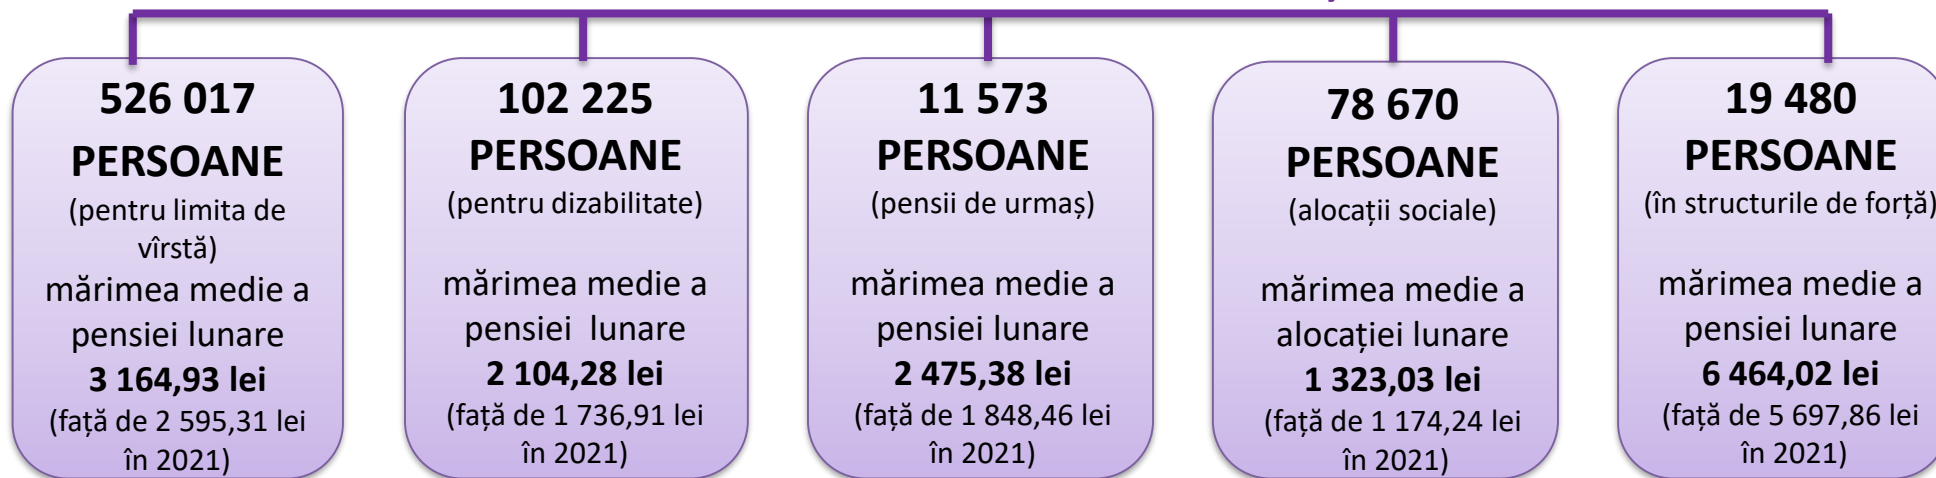 526 017
PERSOANE
(pentru limita de
vîrstă)
mărimea medie a
pensiei lunare
3 164,93 lei
(față de 2 595,31 lei
în 2021)
102 225
PERSOANE
(pentru dizabilitate)
mărimea medie a
pensiei lunare
2 104,28 lei
(față de 1 736,91 lei
în 2021)
11 573
PERSOANE
(pensii de urmaș)
mărimea medie a
pensiei lunare
2 475,38 lei
(față de 1 848,46 lei
în 2021)
78 670
PERSOANE
(alocații sociale)
mărimea medie a
alocației lunare
1 323,03 lei
(față de 1 174,24 lei
în 2021)
19 480
PERSOANE
(în structurile de forță)
mărimea medie a
pensiei lunare
6 464,02 lei
(față de 5 697,86 lei
în 2021)